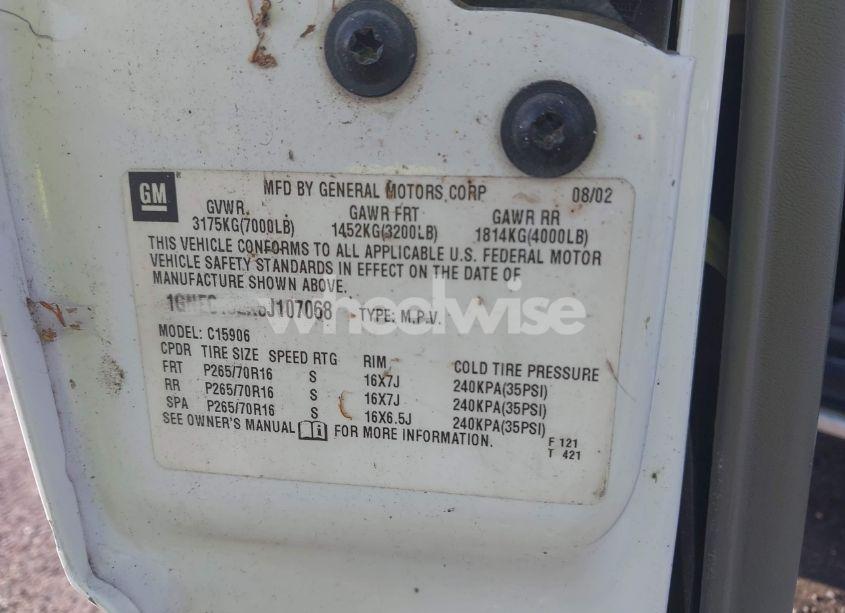 GM
MFD BY GENERAL MOTORS CORP 08/02
GVWR GAWR FRT GAWR RR
3175KG(7000LB) 1452KG(3200LB) 1814KG(4000LB)
THIS VEHICLE CONFORMS TO ALL APPLICABLE U.S. FEDERAL MOTOR
VEHICLE SAFETY STANDARDS IN EFFECT ON THE DATE OF
MANUFACTURE SHOWN ABOVE.
TYPE: M.P.V.
wheelwise
MODEL: C15906
CPDR TIRE SIZE SPEED RTG RIM COLD TIRE PRESSURE
FRT P265/70R16 S 16X7J 240KPA(35PSI)
RR P265/70R16 S 16X7J 240KPA(35PSI)
SPA P265/70R16 S 16X6.5J 240KPA(35PSI)
SEE OWNER'S MANUAL FOR MORE INFORMATION.
F 121
T 421